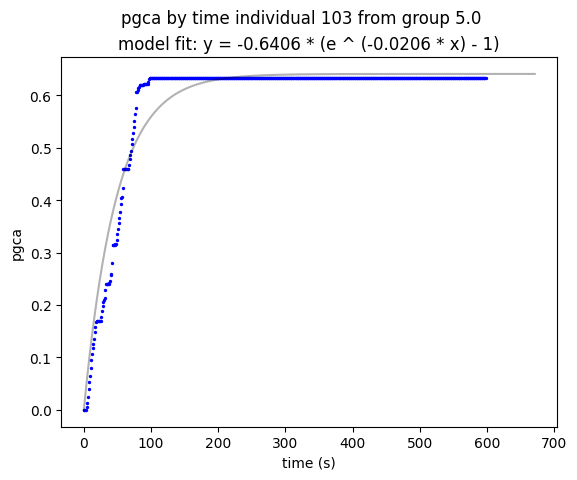 pgca by time individual 103 from group 5.0
model fit: y = -0.6406 * (e ^ (-0.0206 * x) - 1)
0.6
0.5
0.4
0.3
0.2
0.1
0.0
pgca
0 100 200 300 400 500 600 700
time (s)